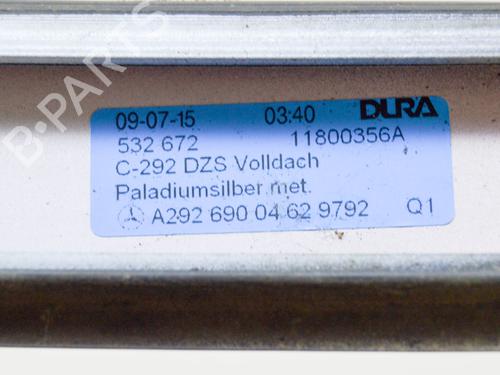 09-07-15 03:40 DURA
532 672 11800356A
C-292 DZS Volldach
Paladiumsilber met.
A292 690 04 62 9792 Q1
B-PARTS